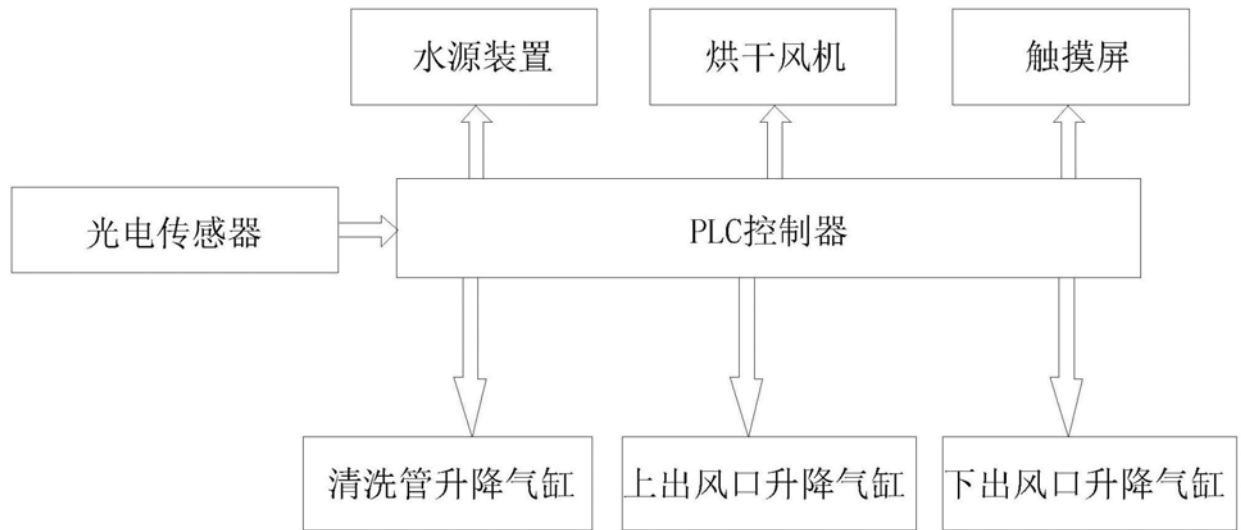 水源装置
烘干风机
触摸屏
光电传感器
PLC控制器
清洗管升降气缸
上出风口升降气缸
下出风口升降气缸